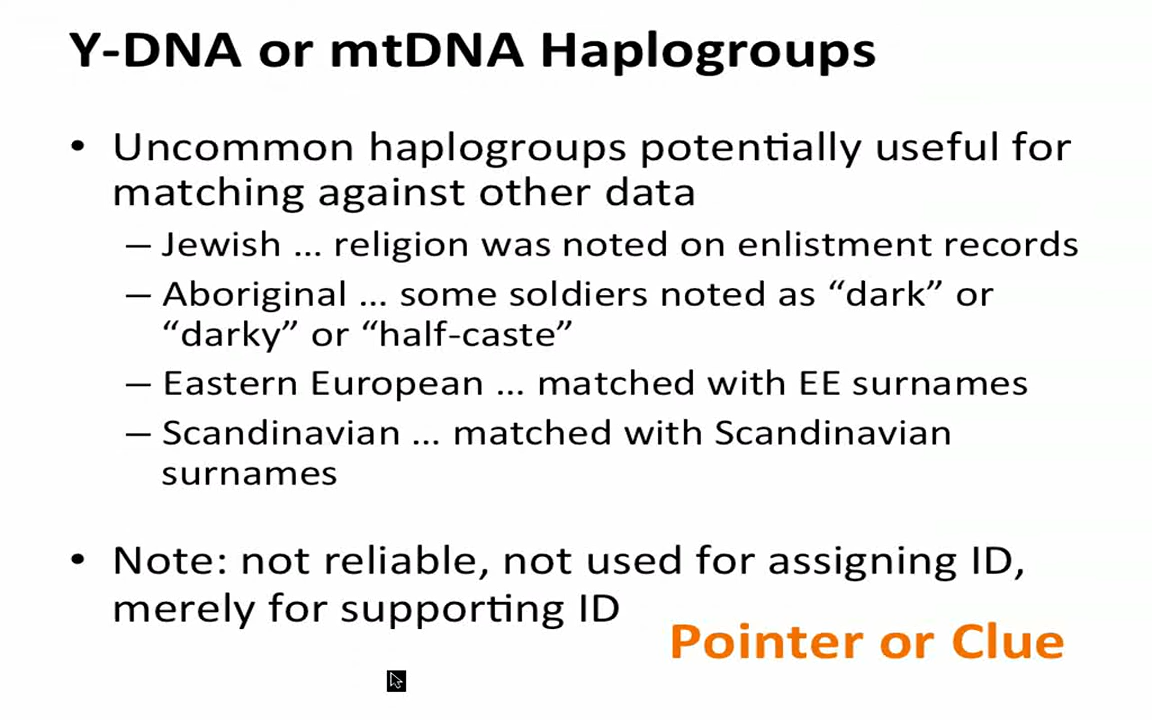 Y-DNA or mtDNA Haplogroups
• Uncommon haplogroups potentially useful for
matching against other data
– Jewish ... religion was noted on enlistment records
– Aboriginal ... some soldiers noted as “dark” or
“darky” or “half-caste”
– Eastern European ... matched with EE surnames
– Scandinavian ... matched with Scandinavian
surnames
• Note: not reliable, not used for assigning ID,
merely for supporting ID
Pointer or Clue